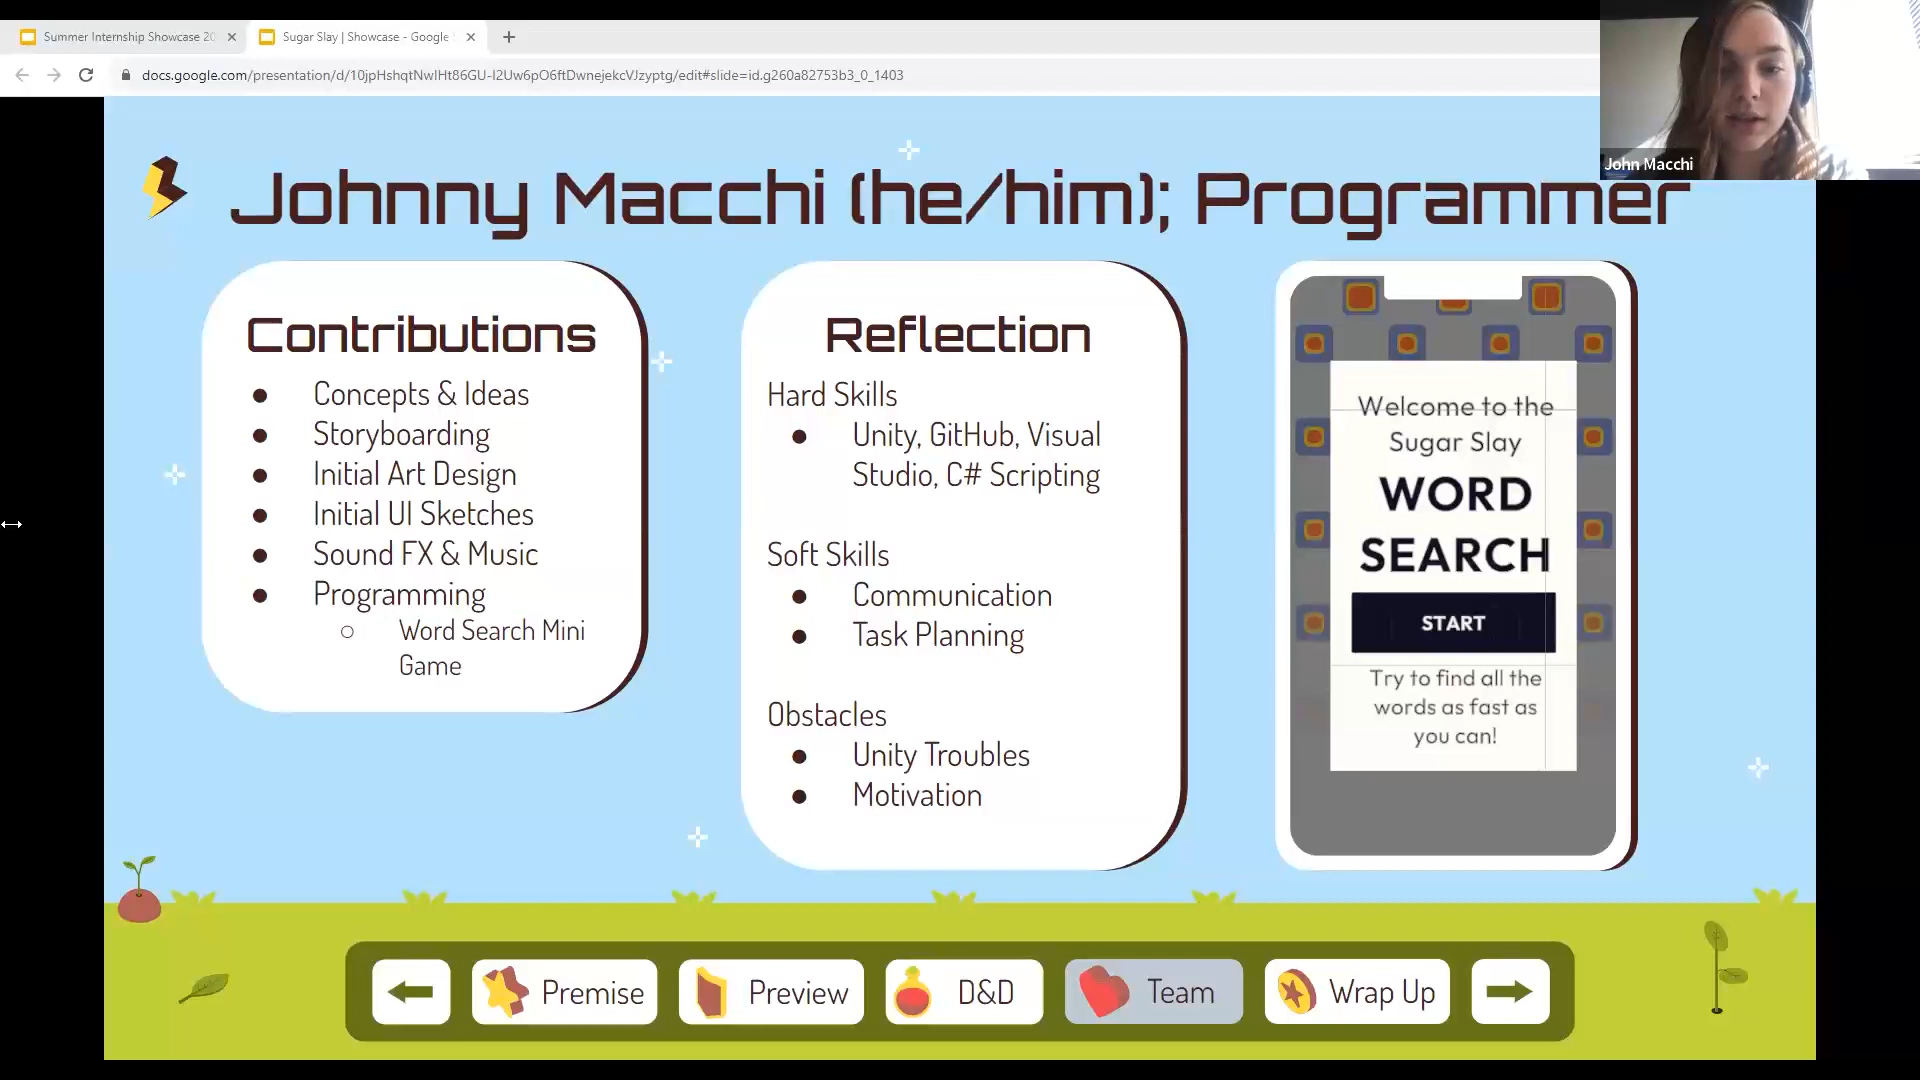 Summer Internship Showcase 20
Sugar Slay | Showcase - Google
docs.google.com/presentation/d/10jpHshqtNwlHt86GU-I2Uw6pO6ftDwnejekcVJzyptg/edit#slide=id.g260a82753b3_0_1403
John Macchi
Johnny Macchi (he/him); Programmer
Contributions
● Concepts & Ideas
● Storyboarding
● Initial Art Design
● Initial UI Sketches
● Sound FX & Music
● Programming
○ Word Search Mini
Game
Reflection
Hard Skills
● Unity, GitHub, Visual
Studio, C# Scripting
Soft Skills
● Communication
● Task Planning
Obstacles
● Unity Troubles
● Motivation
Welcome to the
Sugar Slay
WORD
SEARCH
START
Try to find all the
words as fast as
you can!
Premise
Preview
D&D
Team
Wrap Up